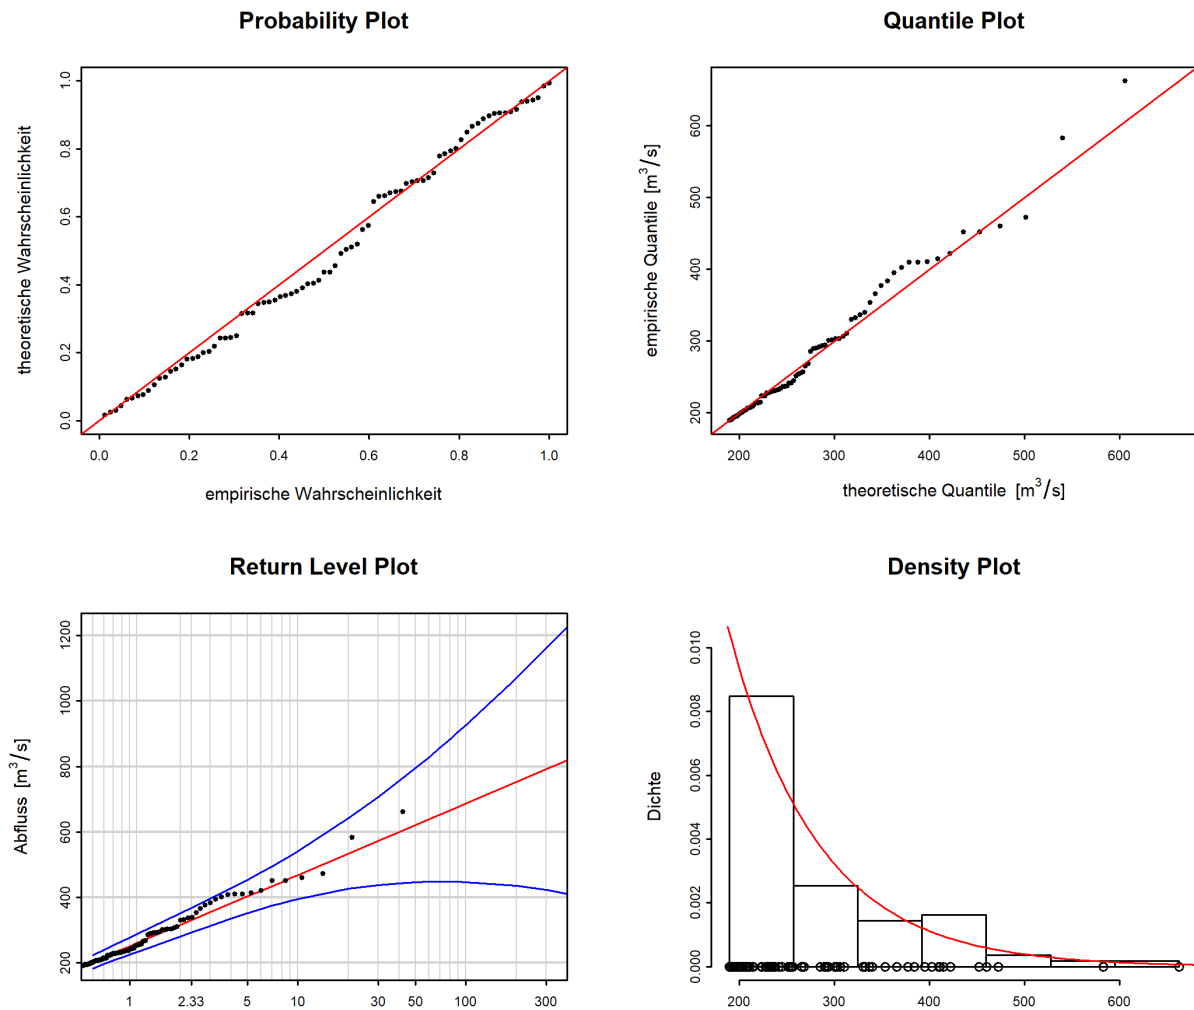 Probability Plot
theoretische Wahrscheinlichkeit
0.0 0.2 0.4 0.6 0.8 1.0
0.0 0.2 0.4 0.6 0.8 1.0
empirische Wahrscheinlichkeit
Quantile Plot
empirische Quantile [m³/s]
200 300 400 500 600
200 300 400 500 600
theoretische Quantile [m³/s]
Return Level Plot
Abfluss [m³/s]
200 400 600 800 1000 1200
1 2.33 5 10 30 50 100 300
Density Plot
Dichte
0.000 0.002 0.004 0.006 0.008 0.010
200 300 400 500 600